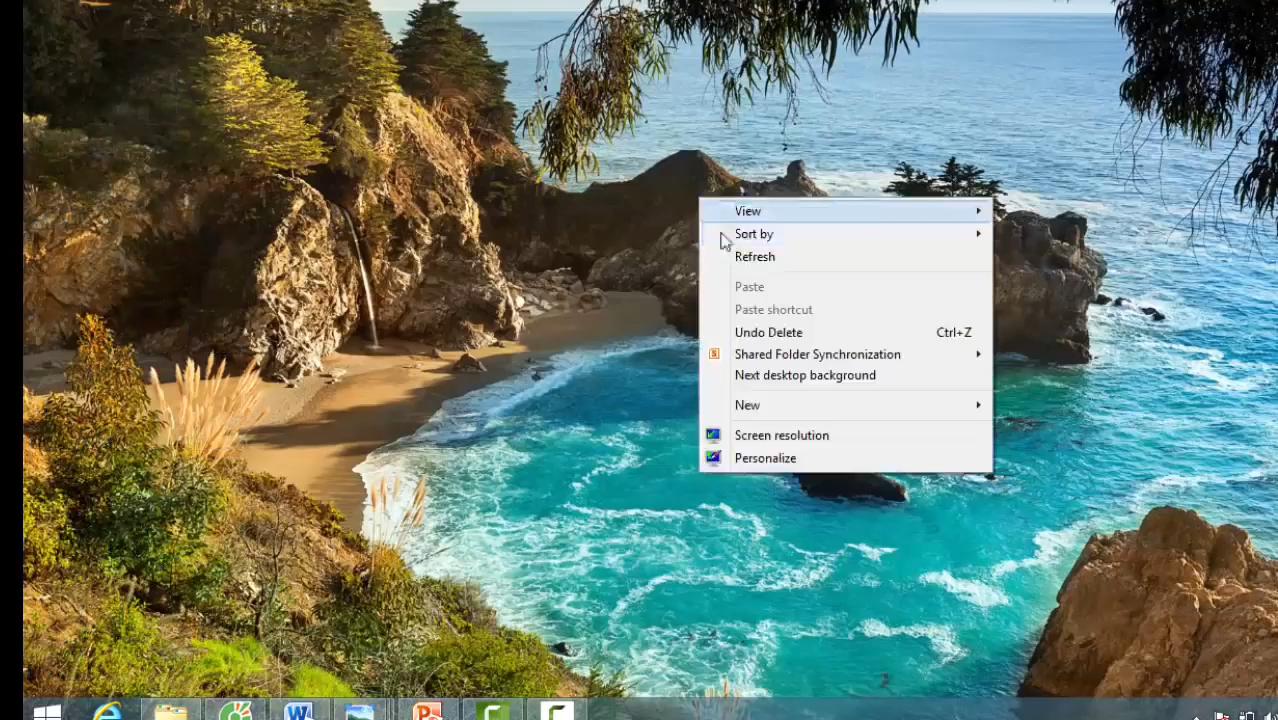 View
Sort by
Refresh
Paste
Paste shortcut
Undo Delete Ctrl+Z
Shared Folder Synchronization
Next desktop background
New
Screen resolution
Personalize